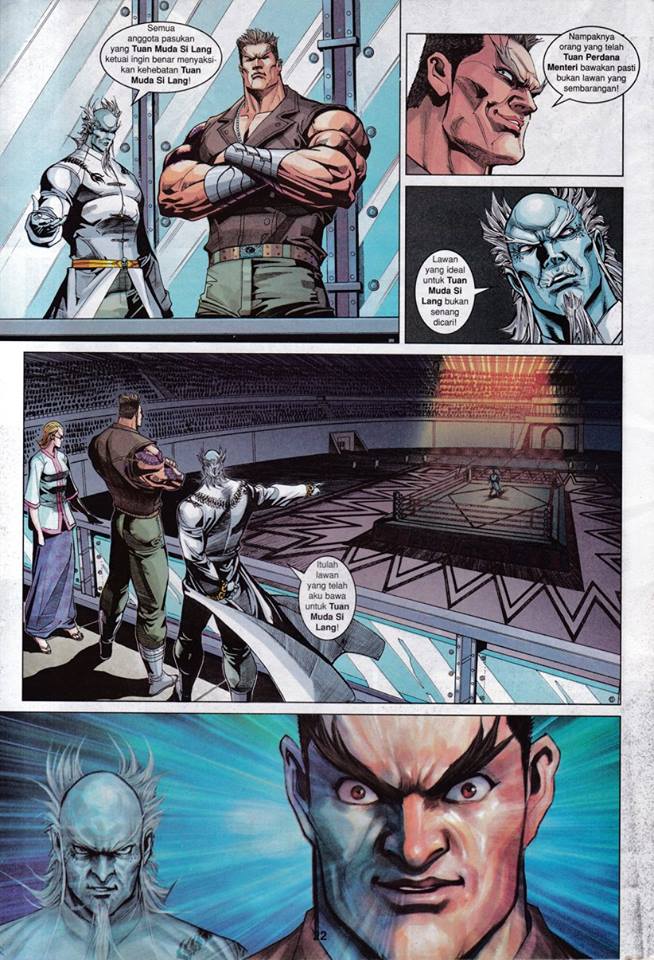 Semua
anggota pasukan
yang Tuan Muda Si Lang
ketuai ingin benar menyaksi-
kan kehebatan Tuan
Muda Si Lang!
Nampaknya
orang yang telah
Tuan Perdana
Menteri bawakan pasti
bukan lawan yang
sembarangan!
Lawan
yang ideal
untuk Tuan
Muda Si
Lang bukan
senang
dicari!
Itulah
lawan
yang telah
aku bawa
untuk Tuan
Muda Si
Lang!